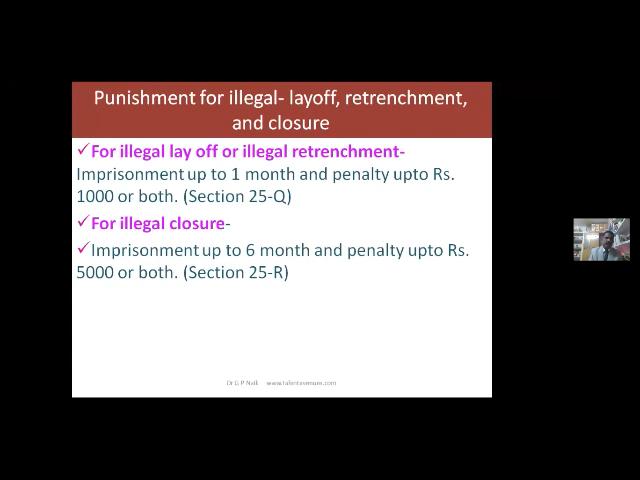 Punishment for illegal- layoff, retrenchment,
and closure
✓For illegal lay off or illegal retrenchment-
Imprisonment up to 1 month and penalty upto Rs.
1000 or both. (Section 25-Q)
✓For illegal closure-
✓Imprisonment up to 6 month and penalty upto Rs.
5000 or both. (Section 25-R)
Dr G P Naik www.talentavenure.com